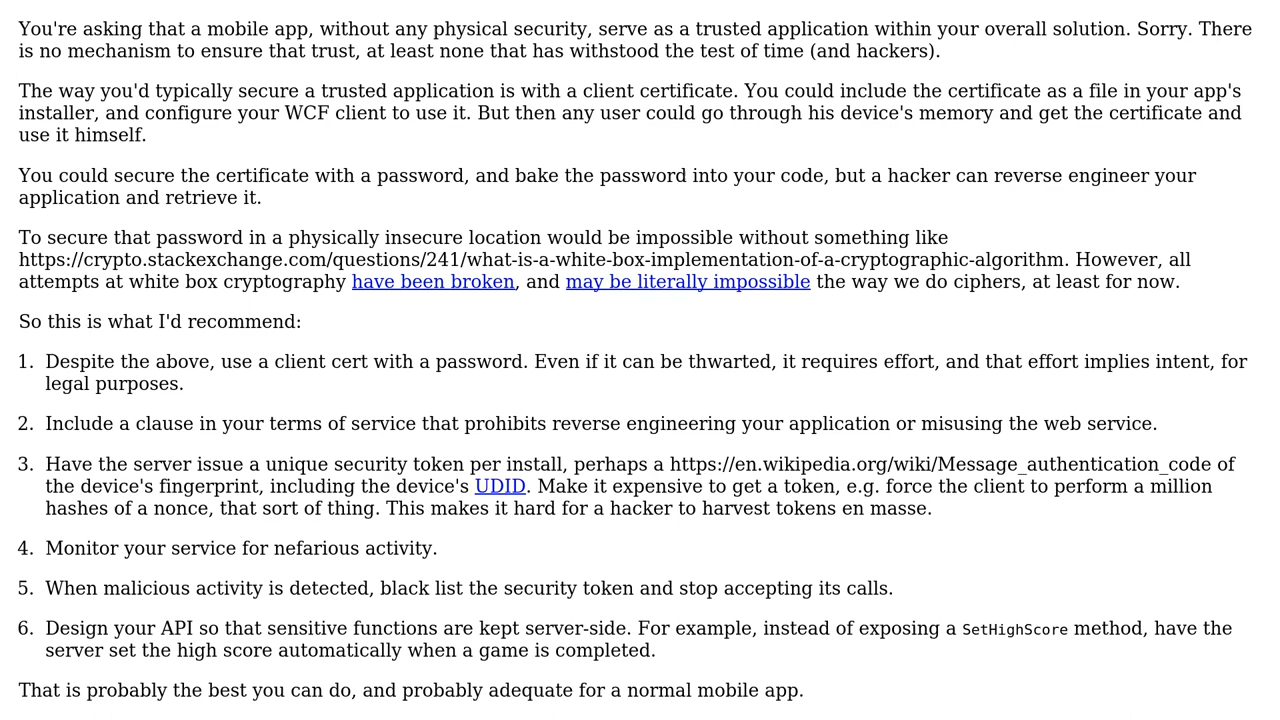 You're asking that a mobile app, without any physical security, serve as a trusted application within your overall solution. Sorry. There
is no mechanism to ensure that trust, at least none that has withstood the test of time (and hackers).
The way you'd typically secure a trusted application is with a client certificate. You could include the certificate as a file in your app's
installer, and configure your WCF client to use it. But then any user could go through his device's memory and get the certificate and
use it himself.
You could secure the certificate with a password, and bake the password into your code, but a hacker can reverse engineer your
application and retrieve it.
To secure that password in a physically insecure location would be impossible without something like
https://crypto.stackexchange.com/questions/241/what-is-a-white-box-implementation-of-a-cryptographic-algorithm. However, all
attempts at white box cryptography have been broken, and may be literally impossible the way we do ciphers, at least for now.
So this is what I'd recommend:
1. Despite the above, use a client cert with a password. Even if it can be thwarted, it requires effort, and that effort implies intent, for
legal purposes.
2. Include a clause in your terms of service that prohibits reverse engineering your application or misusing the web service.
3. Have the server issue a unique security token per install, perhaps a https://en.wikipedia.org/wiki/Message_authentication_code of
the device's fingerprint, including the device's UDID. Make it expensive to get a token, e.g. force the client to perform a million
hashes of a nonce, that sort of thing. This makes it hard for a hacker to harvest tokens en masse.
4. Monitor your service for nefarious activity.
5. When malicious activity is detected, black list the security token and stop accepting its calls.
6. Design your API so that sensitive functions are kept server-side. For example, instead of exposing a SetHighScore method, have the
server set the high score automatically when a game is completed.
That is probably the best you can do, and probably adequate for a normal mobile app.